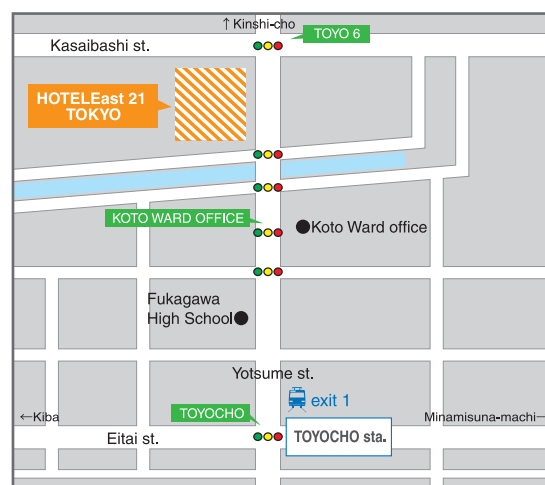 ↑Kinshi-cho
TOYO 6
Kasaibashi st.
HOTELEast 21
TOKYO
KOTO WARD OFFICE
Koto Ward office
Fukagawa
High School
Yotsume st.
exit 1
←Kiba
TOYOCHO
Minamisuna-machi→
Eitai st.
TOYOCHO sta.